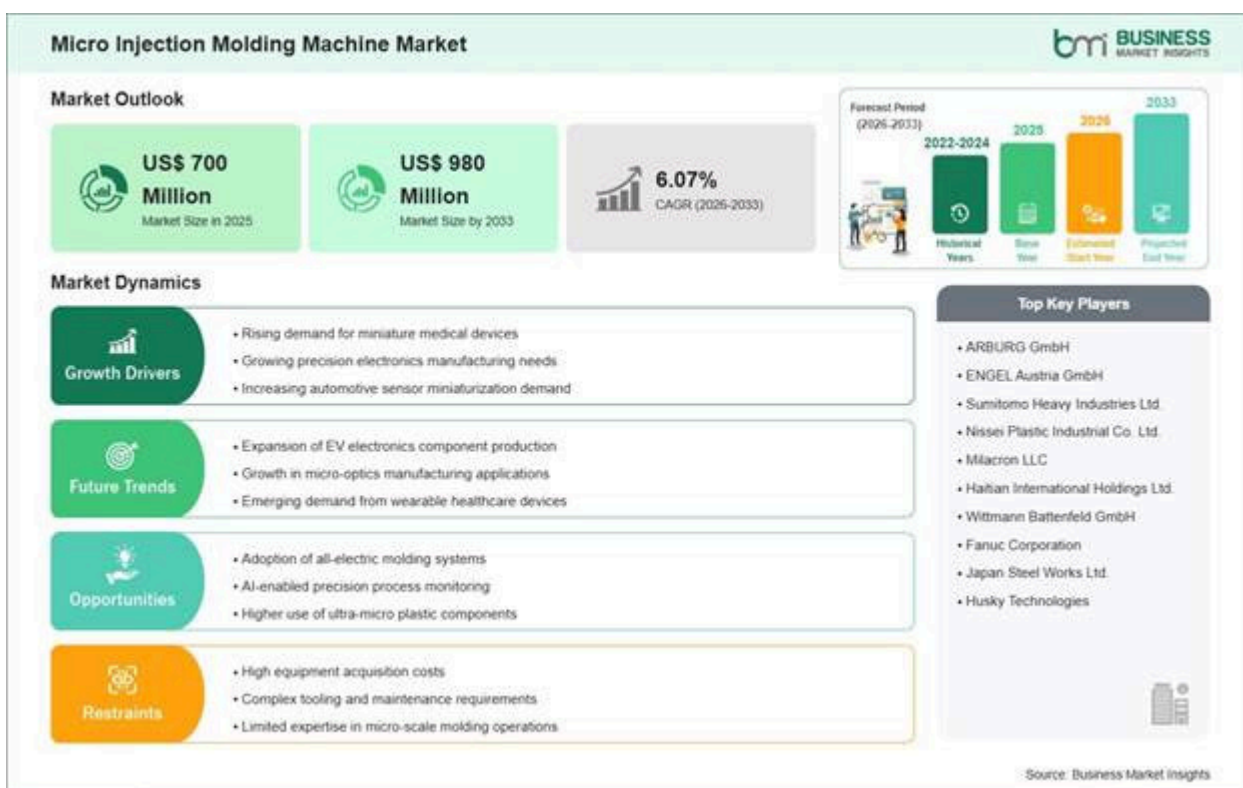 Micro Injection Molding Machine Market
bmi BUSINESS
MARKET INSIGHTS
Market Outlook
US$ 700
Million
Market Size in 2025
US$ 980
Million
Market Size by 2033
6.07%
CAGR (2026-2033)
Forecast Period
(2026-2033)
2022-2024
2025
2026
2033
Historical
Years
Base
Year
Estimated
Start Year
Projected
End Year
Market Dynamics
Growth Drivers
• Rising demand for miniature medical devices
• Growing precision electronics manufacturing needs
• Increasing automotive sensor miniaturization demand
Future Trends
• Expansion of EV electronics component production
• Growth in micro-optics manufacturing applications
• Emerging demand from wearable healthcare devices
Opportunities
• Adoption of all-electric molding systems
• AI-enabled precision process monitoring
• Higher use of ultra-micro plastic components
Restraints
• High equipment acquisition costs
• Complex tooling and maintenance requirements
• Limited expertise in micro-scale molding operations
Top Key Players
• ARBURG GmbH
• ENGEL Austria GmbH
• Sumitomo Heavy Industries Ltd.
• Nissei Plastic Industrial Co. Ltd.
• Milacron LLC
• Haitian International Holdings Ltd.
• Wittmann Battenfeld GmbH
• Fanuc Corporation
• Japan Steel Works Ltd.
• Husky Technologies
Source: Business Market Insights